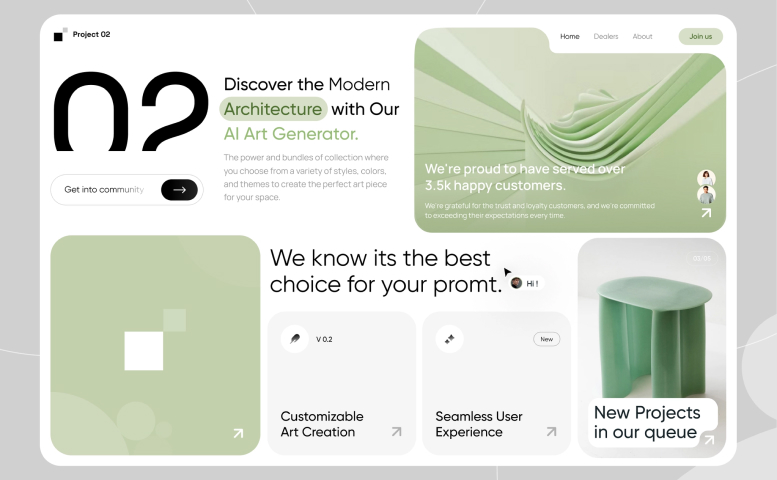 Project 02
Home Dealers About Join us
02
Discover the Modern
Architecture with Our
AI Art Generator.
The power and bundles of collection where
you choose from a variety of styles, colors,
and themes to create the perfect art piece
for your space.
Get into community
We're proud to have served over
3.5k happy customers.
We're grateful for the trust and loyalty customers, and we're committed
to exceeding their expectations every time.
We know its the best
choice for your promt.
Hi !
V 0.2
Customizable
Art Creation
New
Seamless User
Experience
New Projects
in our queue